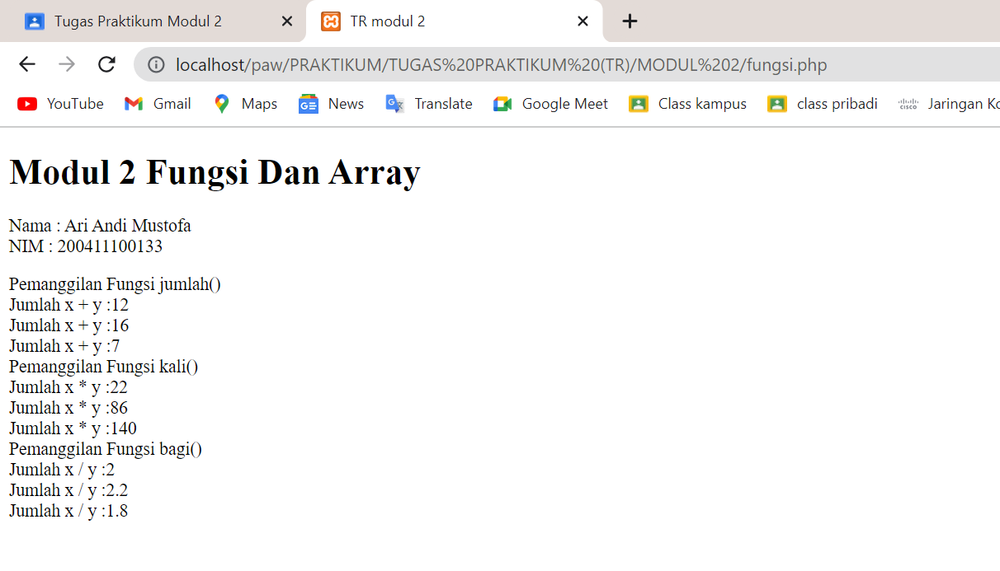 Tugas Praktikum Modul 2
TR modul 2
localhost/paw/PRAKTIKUM/TUGAS%20PRAKTIKUM%20(TR)/MODUL%202/fungsi.php
YouTube Gmail Maps News Translate Google Meet Class kampus class pribadi cisco Jaringan Ko
Modul 2 Fungsi Dan Array
Nama : Ari Andi Mustofa
NIM : 200411100133
Pemanggilan Fungsi jumlah()
Jumlah x + y :12
Jumlah x + y :16
Jumlah x + y :7
Pemanggilan Fungsi kali()
Jumlah x * y :22
Jumlah x * y :86
Jumlah x * y :140
Pemanggilan Fungsi bagi()
Jumlah x / y :2
Jumlah x / y :2.2
Jumlah x / y :1.8